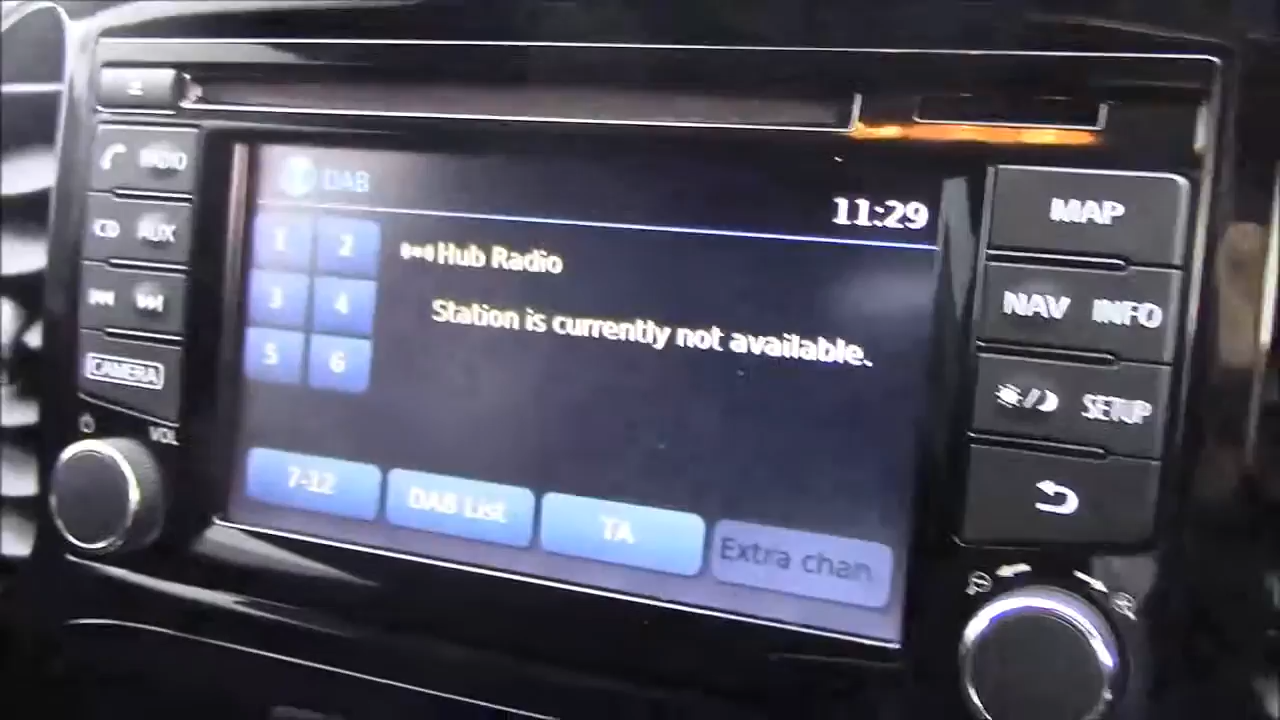 RADIO
CD AUX
CAMERA
VOL
DAB
11:29
1 2
3 4
5 6
Hub Radio
Station is currently not available.
7-12
DAB List
TA
Extra chan
MAP
NAV INFO
SETUP